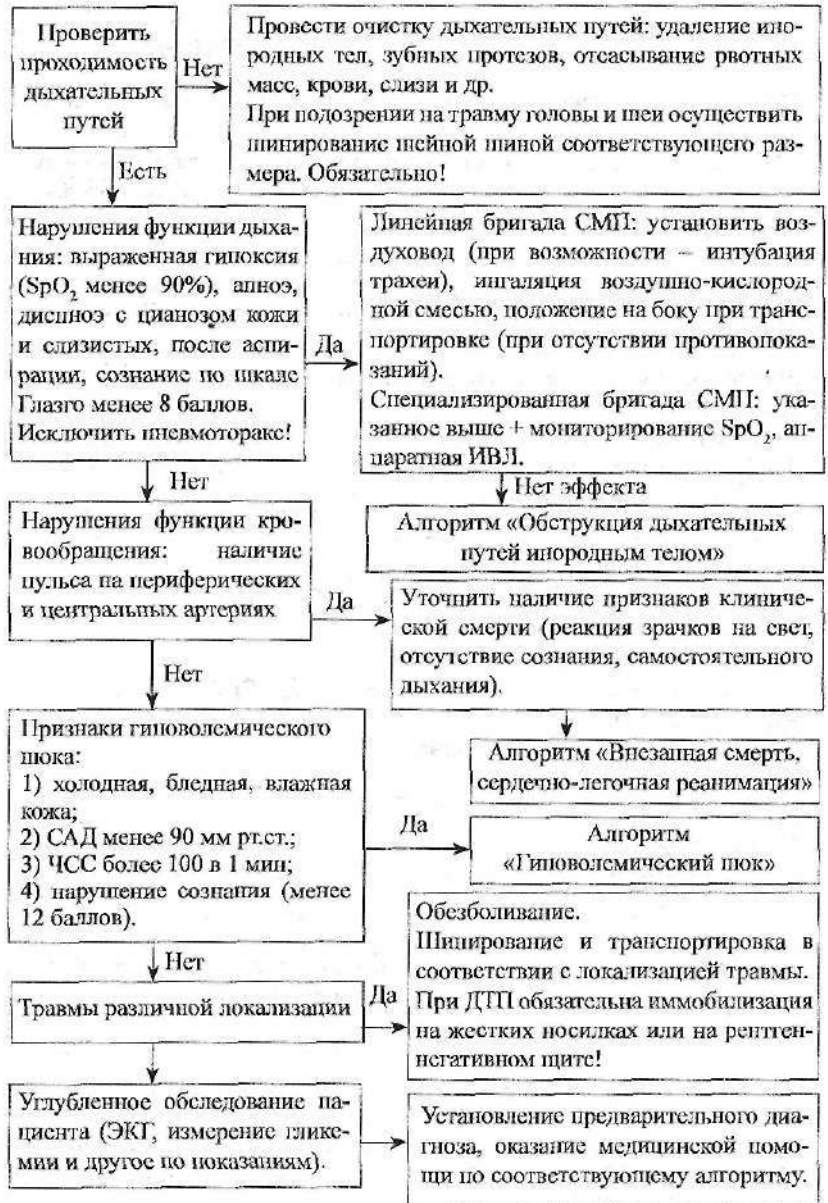 Проверить
проходимость
дыхательных
путей
Нет
Провести очистку дыхательных путей: удаление ино-
родных тел, зубных протезов, отсасывание рвотных
масс, крови, слизи и др.
При подозрении на травму головы и шеи осуществить
шинирование шейной шиной соответствующего раз-
мера. Обязательно!
Есть
Нарушения функции дыха-
ния: выраженная гипоксия
(SpO₂ менее 90%), апноэ,
диспноэ с цианозом кожи
и слизистых, после аспи-
рации, сознание по шкале
Глазго менее 8 баллов.
Исключить пневмоторакс!
Да
Линейная бригада СМП: установить воз-
духовод (при возможности – интубация
трахеи), ингаляция воздушно-кислород-
ной смесью, положение на боку при транс-
портировке (при отсутствии противопока-
заний).
Специализированная бригада СМП: ука-
занное выше + мониторирование SpO₂, ап-
паратная ИВЛ.
Нет
Нет эффекта
Алгоритм «Обструкция дыхательных
путей инородным телом»
Нарушения функции кро-
вообращения: наличие
пульса на периферических
и центральных артериях
Да
Уточнить наличие признаков клиниче-
ской смерти (реакция зрачков на свет,
отсутствие сознания, самостоятельного
дыхания).
Нет
Алгоритм «Внезапная смерть,
сердечно-легочная реанимация»
Признаки гиповолемического
шока:
1) холодная, бледная, влажная
кожа;
2) САД менее 90 мм рт.ст.;
3) ЧСС более 100 в 1 мин;
4) нарушение сознания (менее
12 баллов).
Да
Алгоритм
«Гиповолемический шок»
Нет
Травмы различной локализации
Да
Обезболивание.
Шинирование и транспортировка в
соответствии с локализацией травмы.
При ДТП обязательна иммобилизация
на жестких носилках или на рентген-
негативном щите!
Углубленное обследование па-
циента (ЭКГ, измерение глике-
мии и другое по показаниям).
Установление предварительного диа-
гноза, оказание медицинской помо-
щи по соответствующему алгоритму.